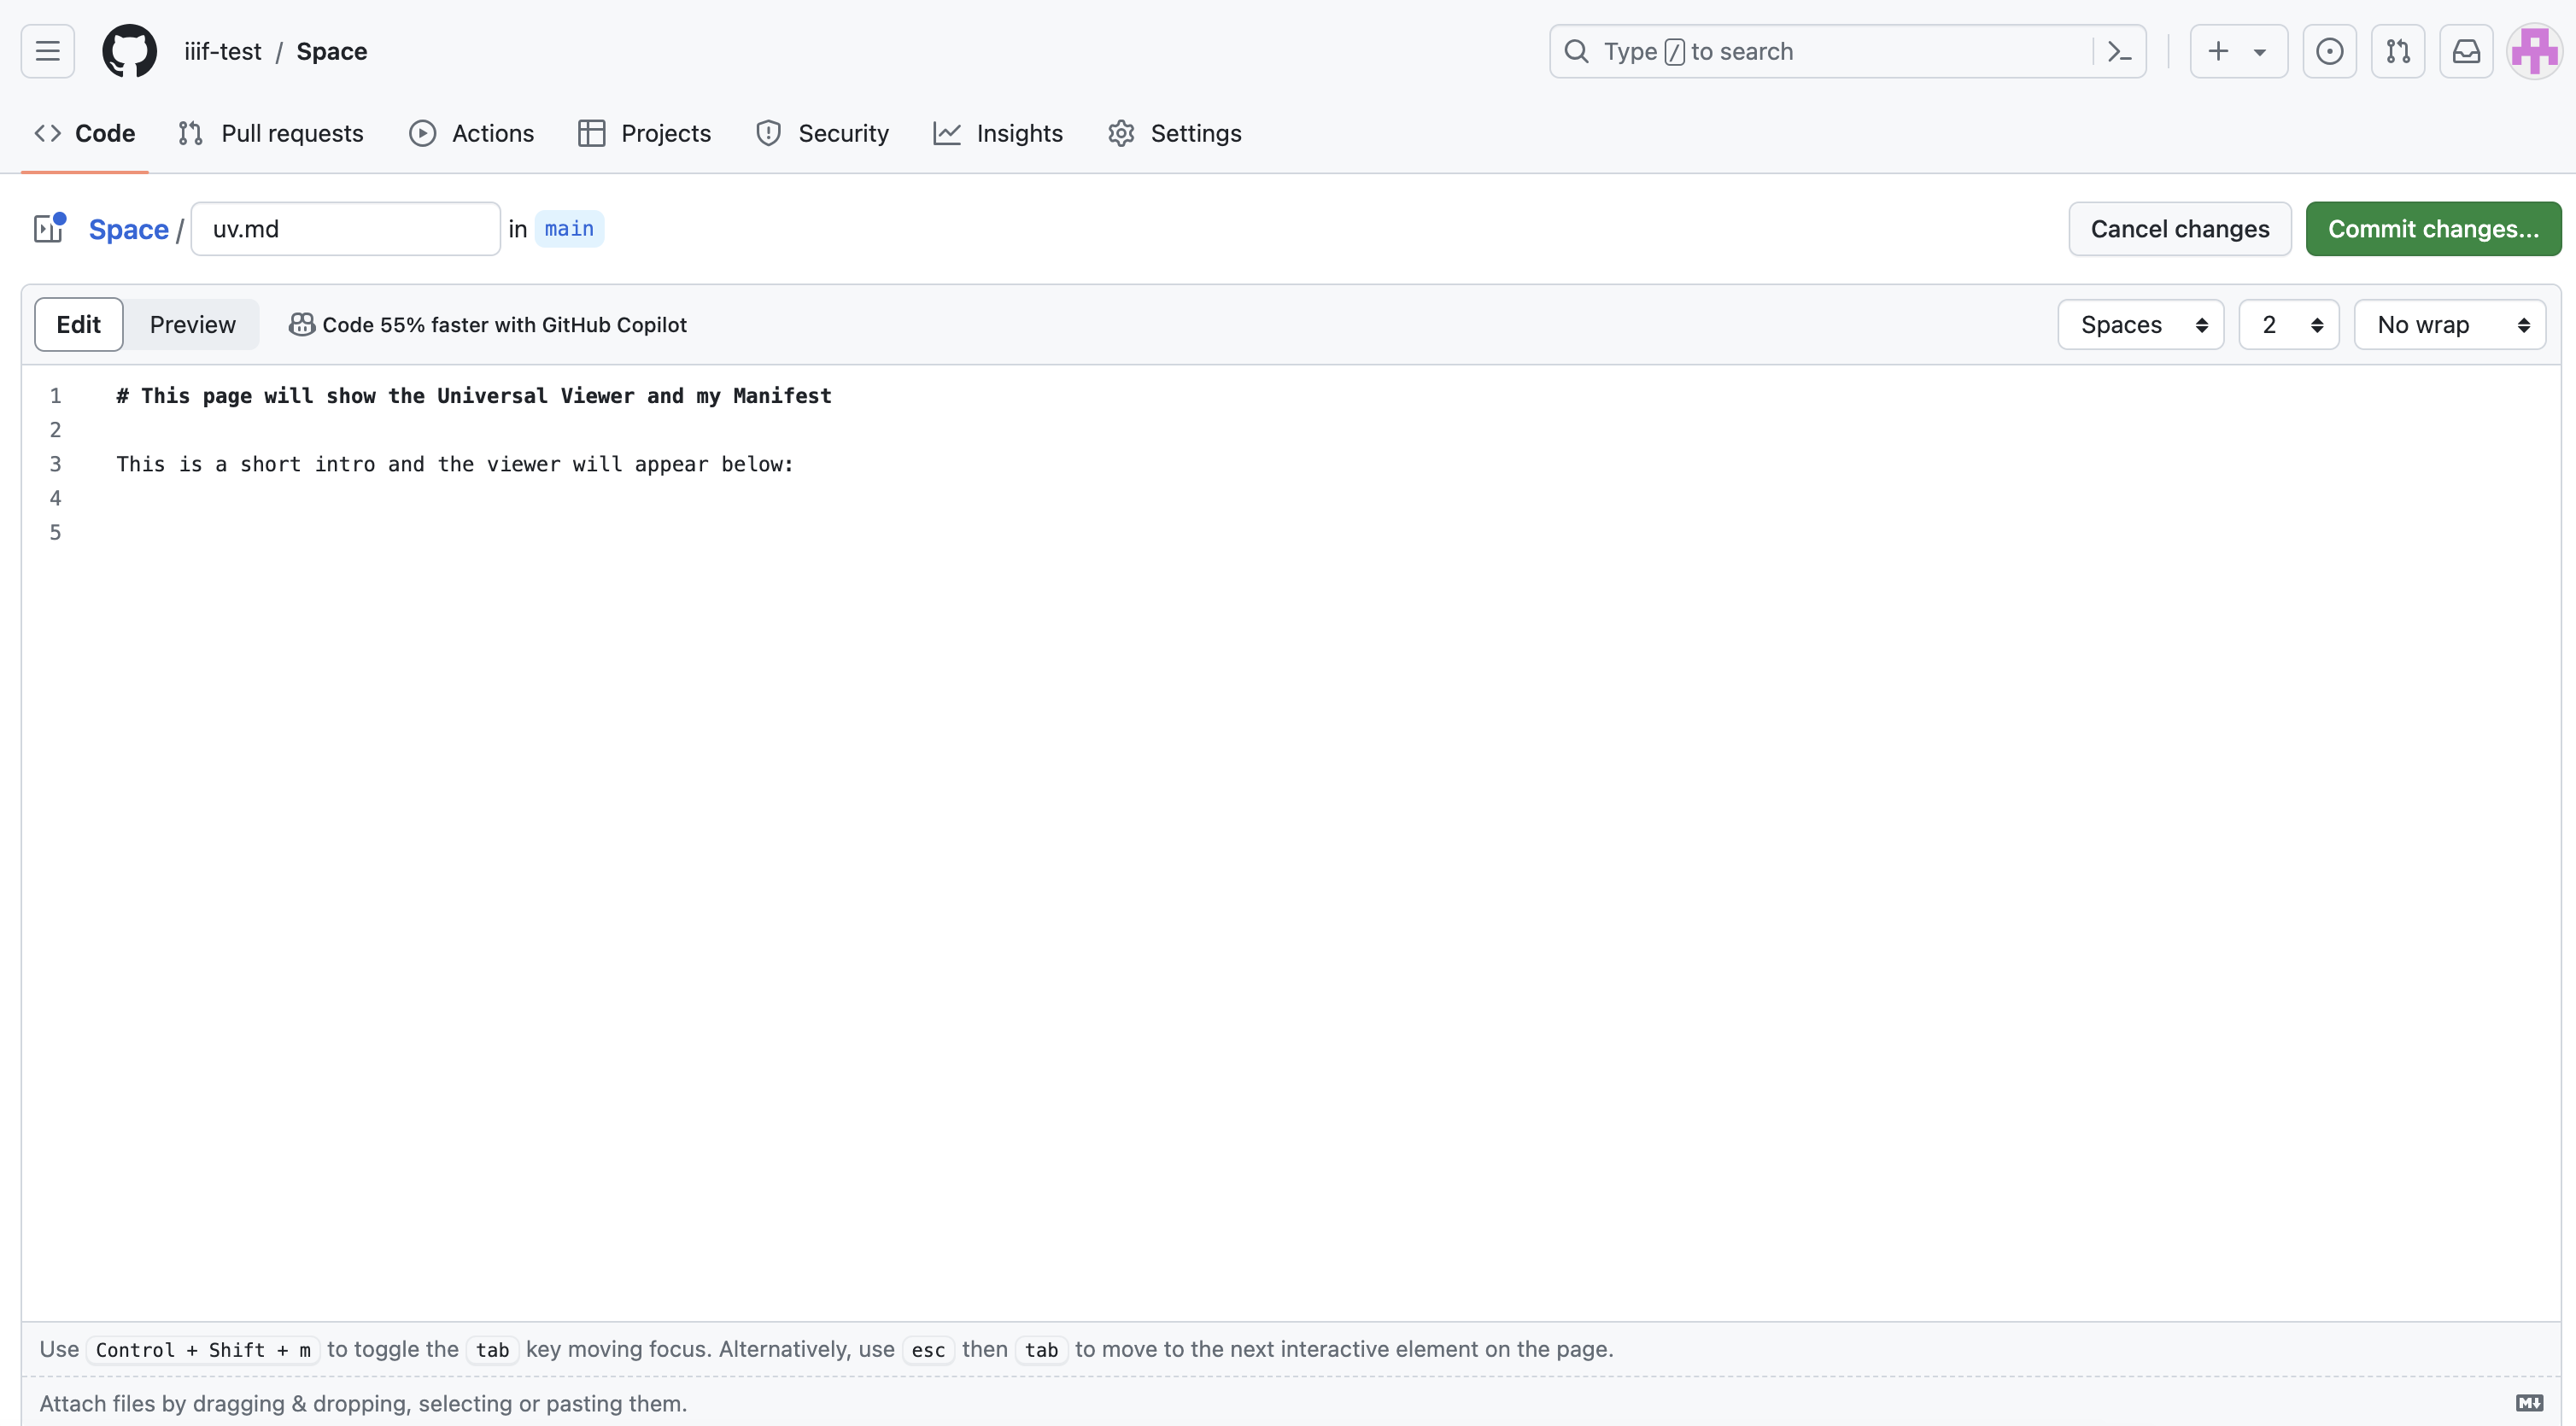 iiif-test / Space
Type / to search
Code Pull requests Actions Projects Security Insights Settings
Space / uv.md in main
Cancel changes Commit changes...
Edit Preview Code 55% faster with GitHub Copilot
Spaces 2 No wrap
1 # This page will show the Universal Viewer and my Manifest
2
3 This is a short intro and the viewer will appear below:
4
5
Use Control + Shift + m to toggle the tab key moving focus. Alternatively, use esc then tab to move to the next interactive element on the page.
Attach files by dragging & dropping, selecting or pasting them.